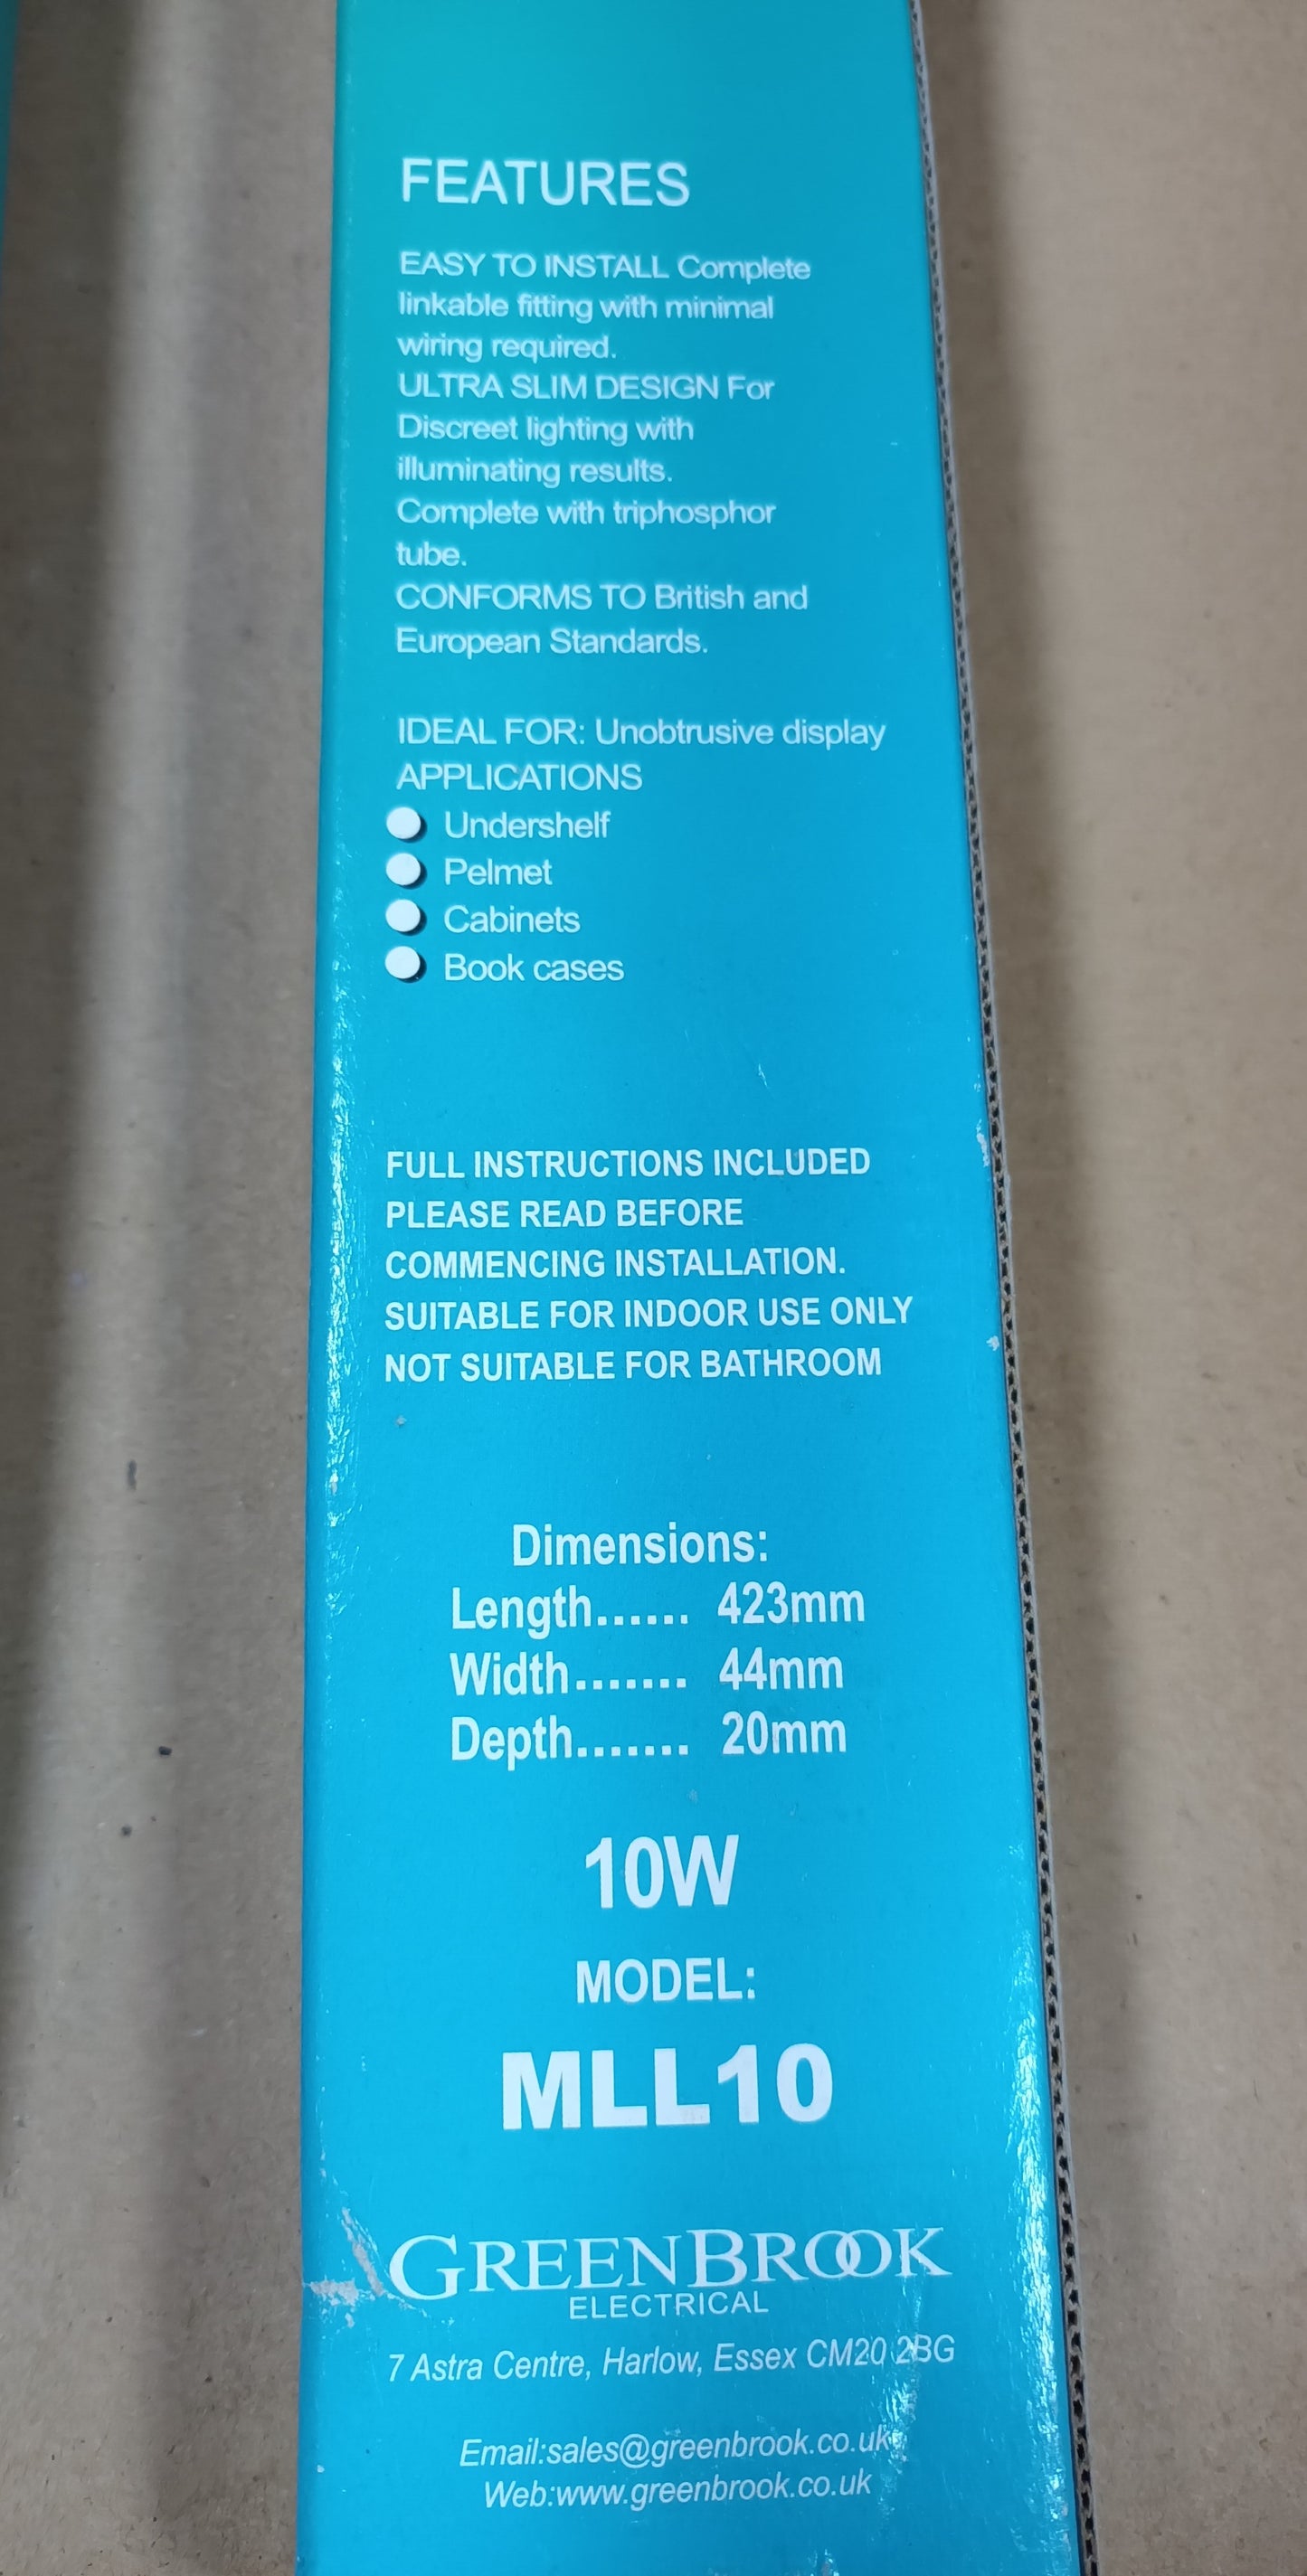 FEATURES
EASY TO INSTALL Complete
linkable fitting with minimal
wiring required.
ULTRA SLIM DESIGN For
Discreet lighting with
illuminating results.
Complete with triphosphor
tube.
CONFORMS TO British and
European Standards.
IDEAL FOR: Unobtrusive display
APPLICATIONS
Undershelf
Pelmet
Cabinets
Book cases
FULL INSTRUCTIONS INCLUDED
PLEASE READ BEFORE
COMMENCING INSTALLATION.
SUITABLE FOR INDOOR USE ONLY
NOT SUITABLE FOR BATHROOM
Dimensions:
Length...... 423mm
Width....... 44mm
Depth....... 20mm
10W
MODEL:
MLL10
GREENBROOK
ELECTRICAL
7 Astra Centre, Harlow, Essex CM20 2BG
Email:sales@greenbrook.co.uk
Web:www.greenbrook.co.uk